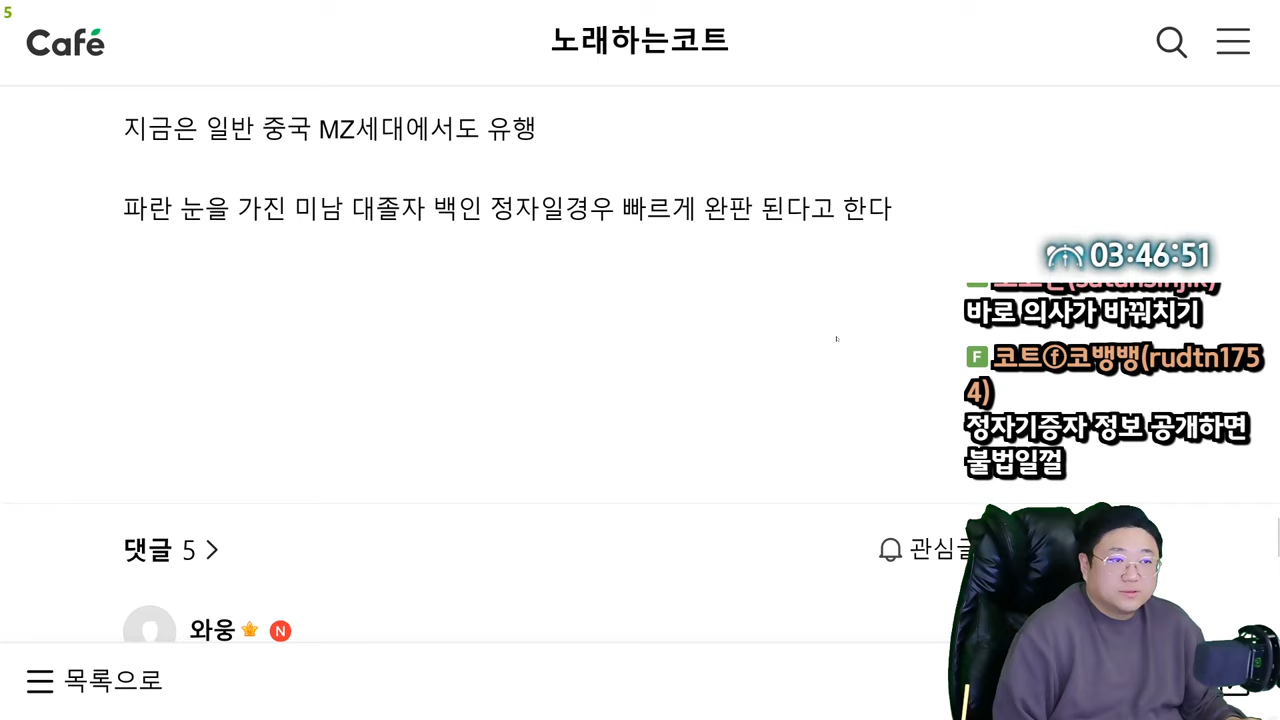 5
Café
노래하는코트
지금은 일반 중국 MZ세대에서도 유행
파란 눈을 가진 미남 대졸자 백인 정자일경우 빠르게 완판 된다고 한다
03:46:51
바로 의사가 바꿔치기
F 코트ⓕ코뱅뱅(rudtn175
4)
정자기증자 정보 공개하면
불법일껄
댓글 5
관심글
와웅 N
목록으로